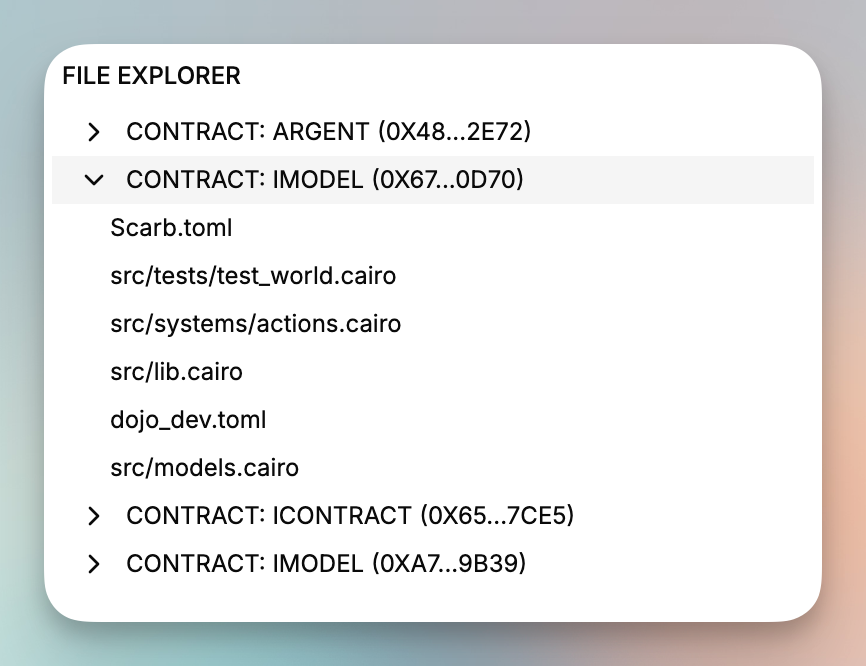 FILE EXPLORER
CONTRACT: ARGENT (0X48...2E72)
CONTRACT: IMODEL (0X67...0D70)
Scarb.toml
src/tests/test_world.cairo
src/systems/actions.cairo
src/lib.cairo
dojo_dev.toml
src/models.cairo
CONTRACT: ICONTRACT (0X65...7CE5)
CONTRACT: IMODEL (0XA7...9B39)